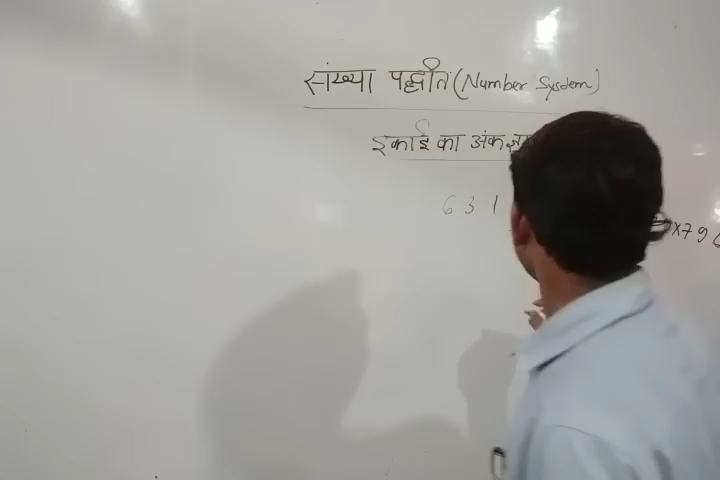 संख्या पद्धति (Number System)
इकाई का अंक
6 3 1
x 7 9